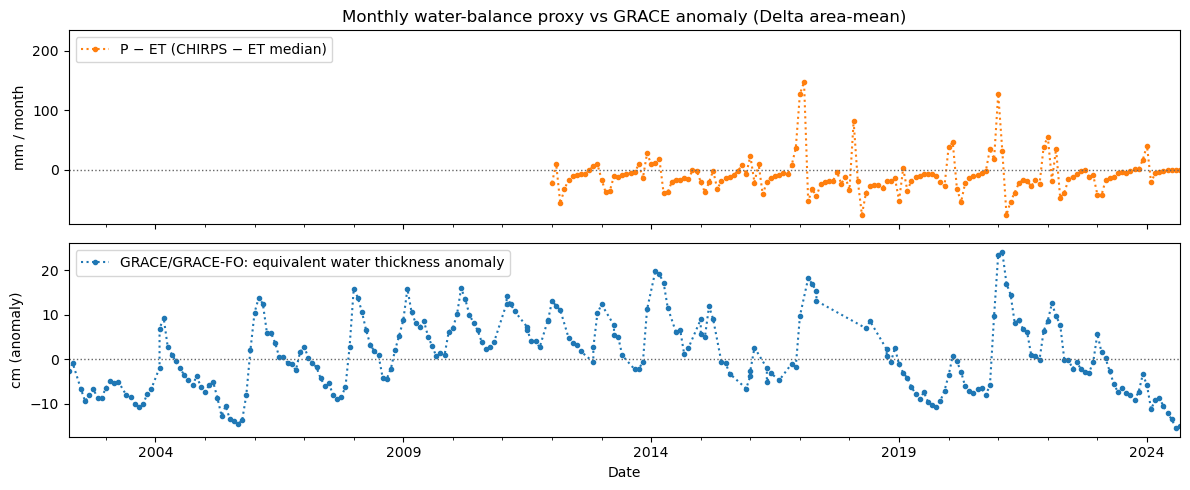 Monthly water-balance proxy vs GRACE anomaly (Delta area-mean)
P − ET (CHIRPS − ET median)
mm / month
200
100
0
GRACE/GRACE-FO: equivalent water thickness anomaly
cm (anomaly)
20
10
0
−10
2004 2009 2014 2019 2024
Date